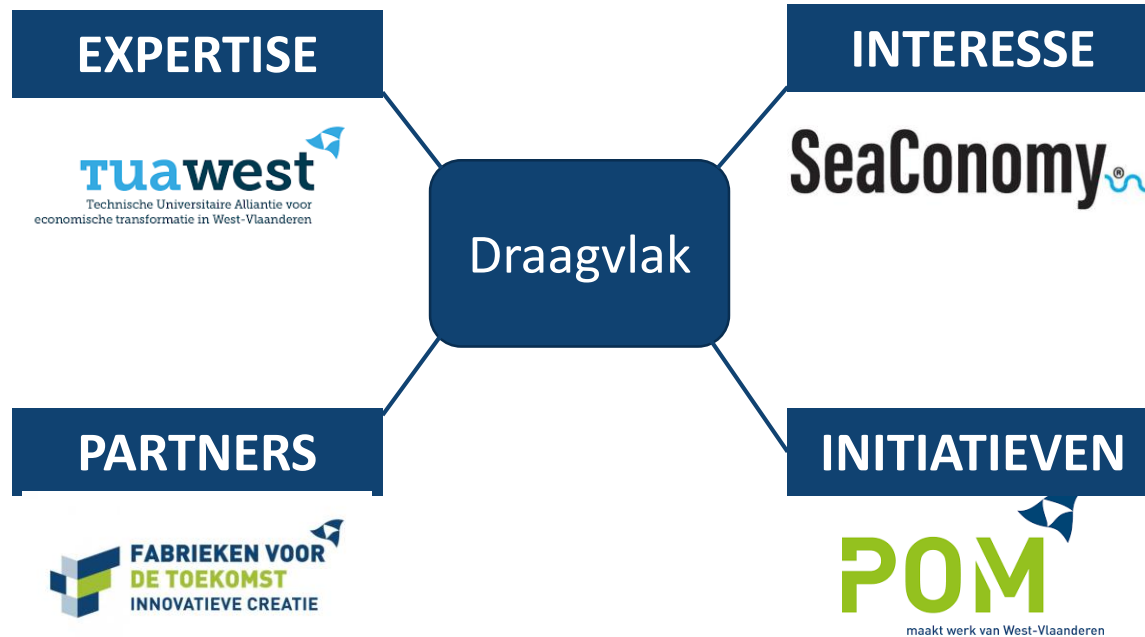 EXPERTISE
TUAWEST
Technische Universitaire Alliantie voor
economische transformatie in West-Vlaanderen
INTERESSE
SeaConomy®
Draagvlak
PARTNERS
FABRIEKEN VOOR
DE TOEKOMST
INNOVATIEVE CREATIE
INITIATIEVEN
POM
maakt werk van West-Vlaanderen